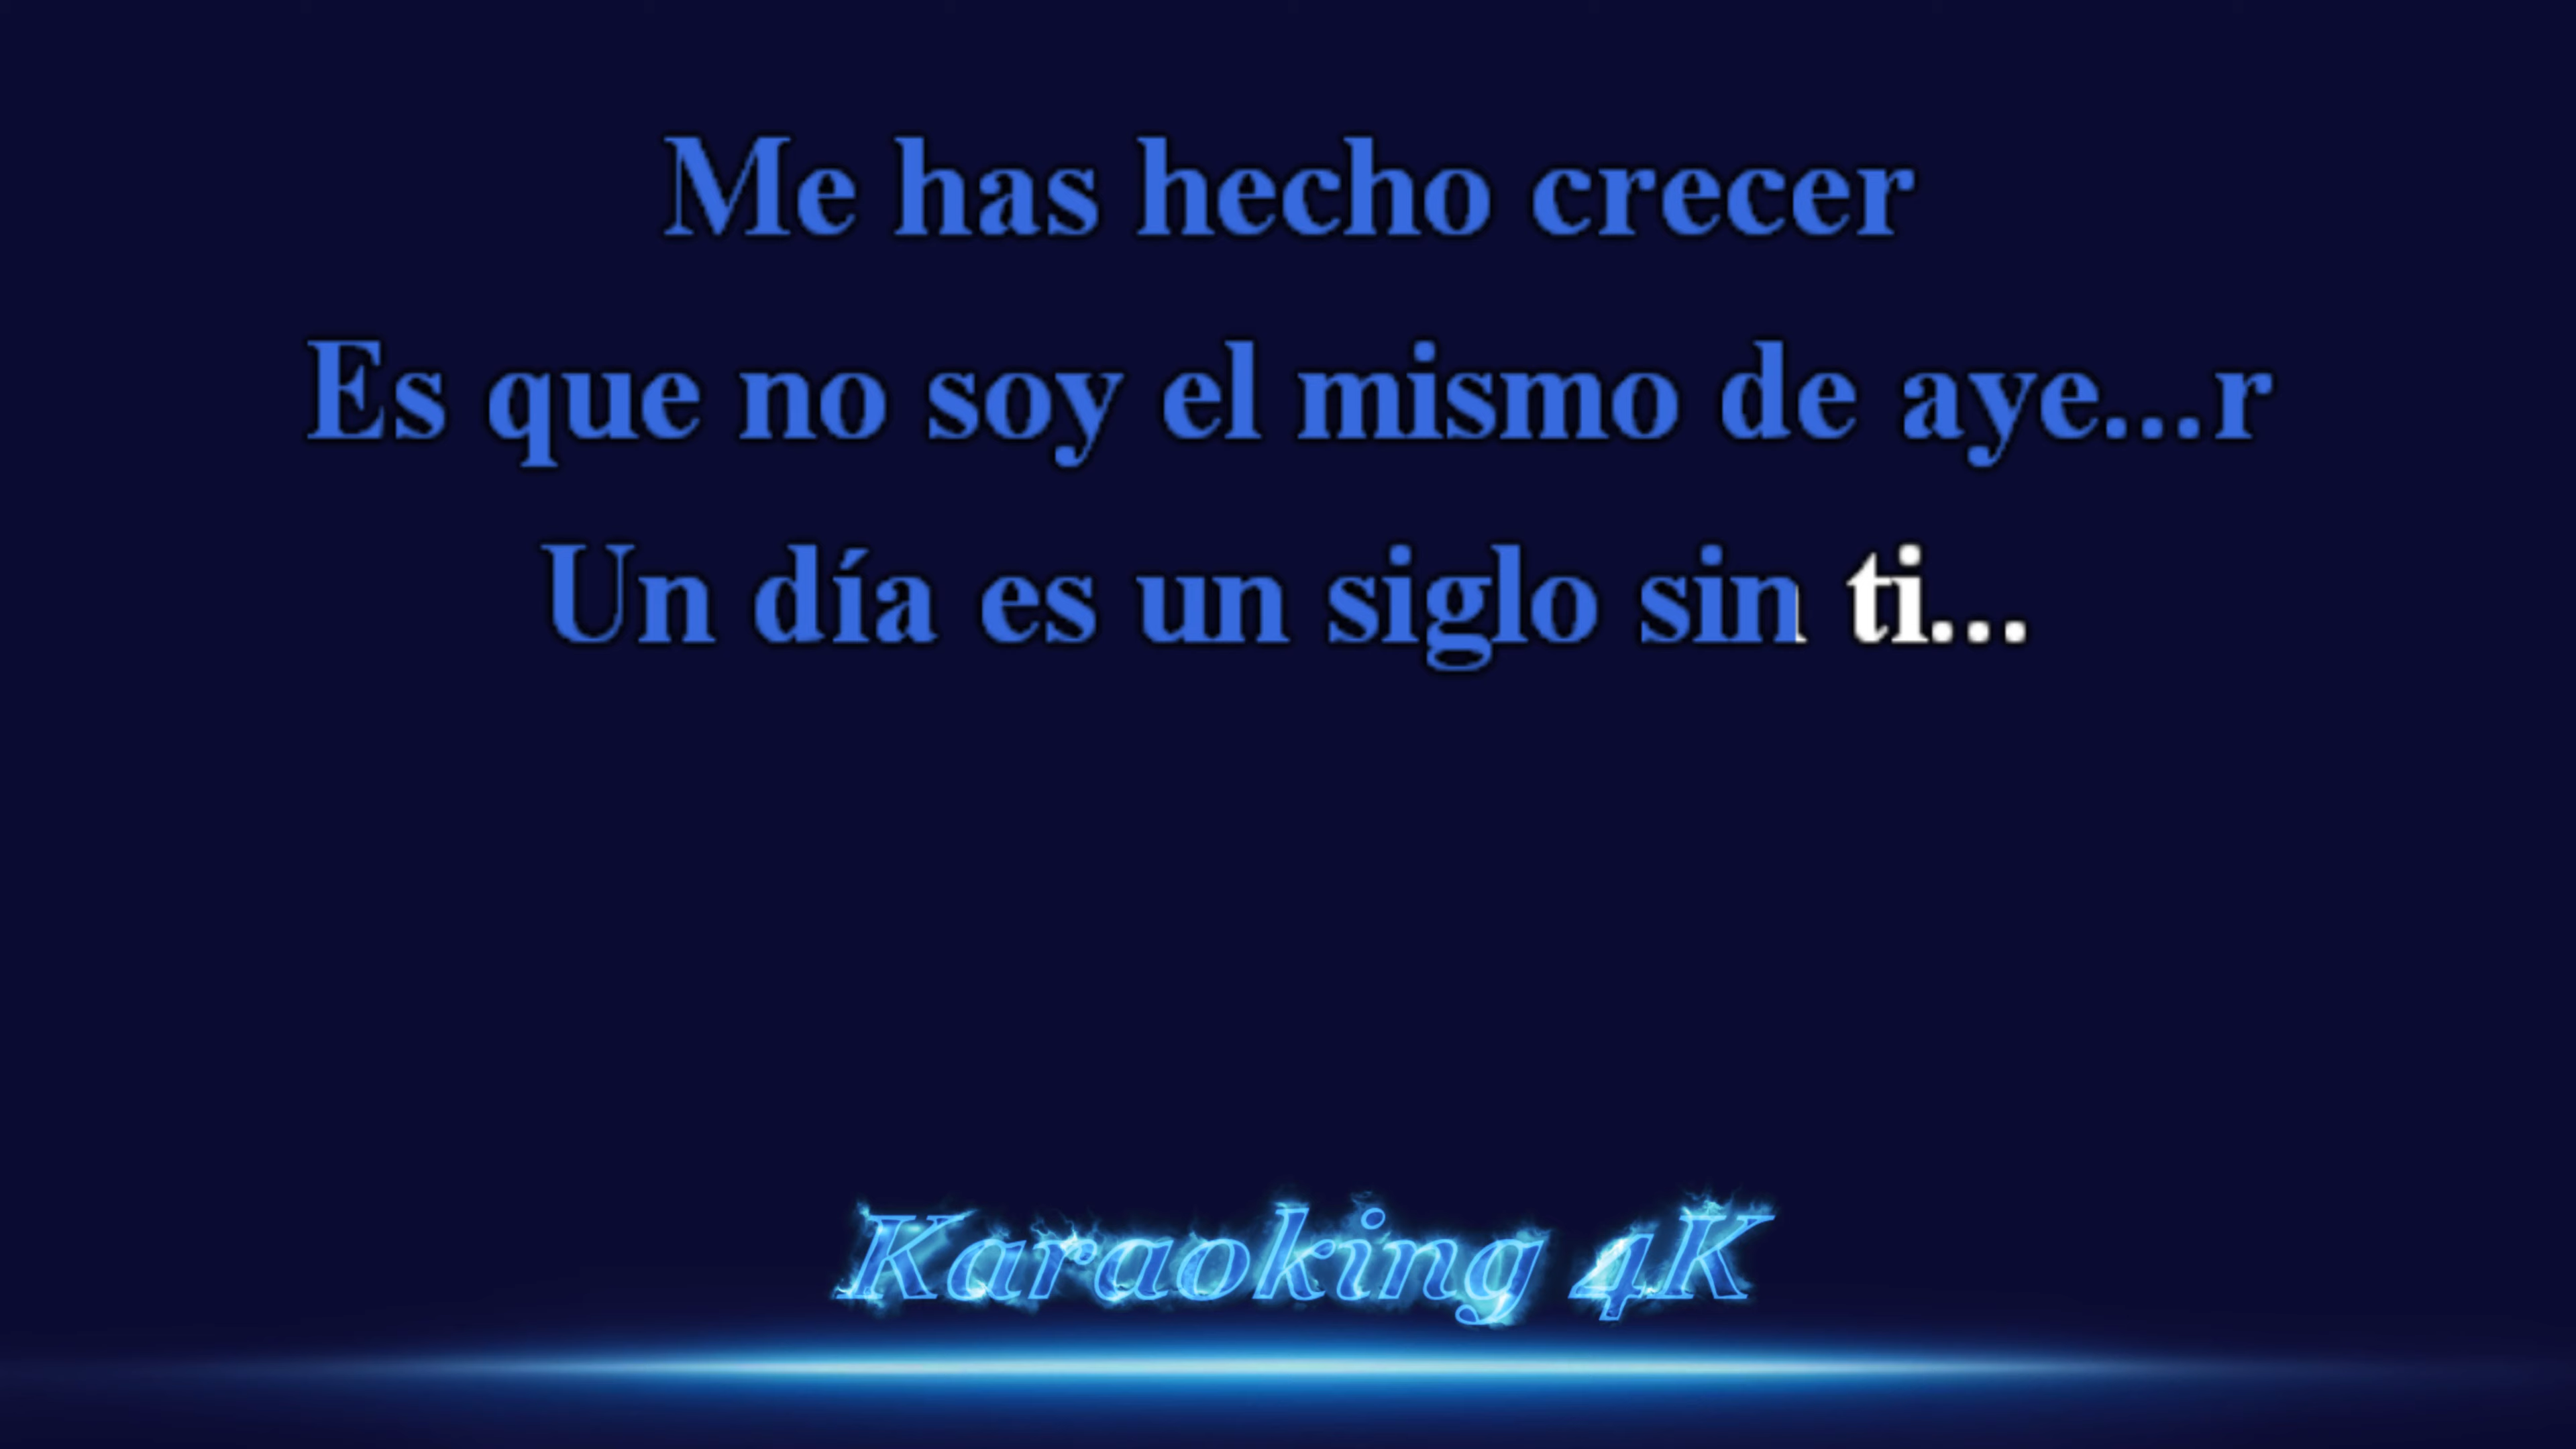 Me has hecho crecer
Es que no soy el mismo de aye...r
Un día es un siglo sin ti...
Karaoking 4K